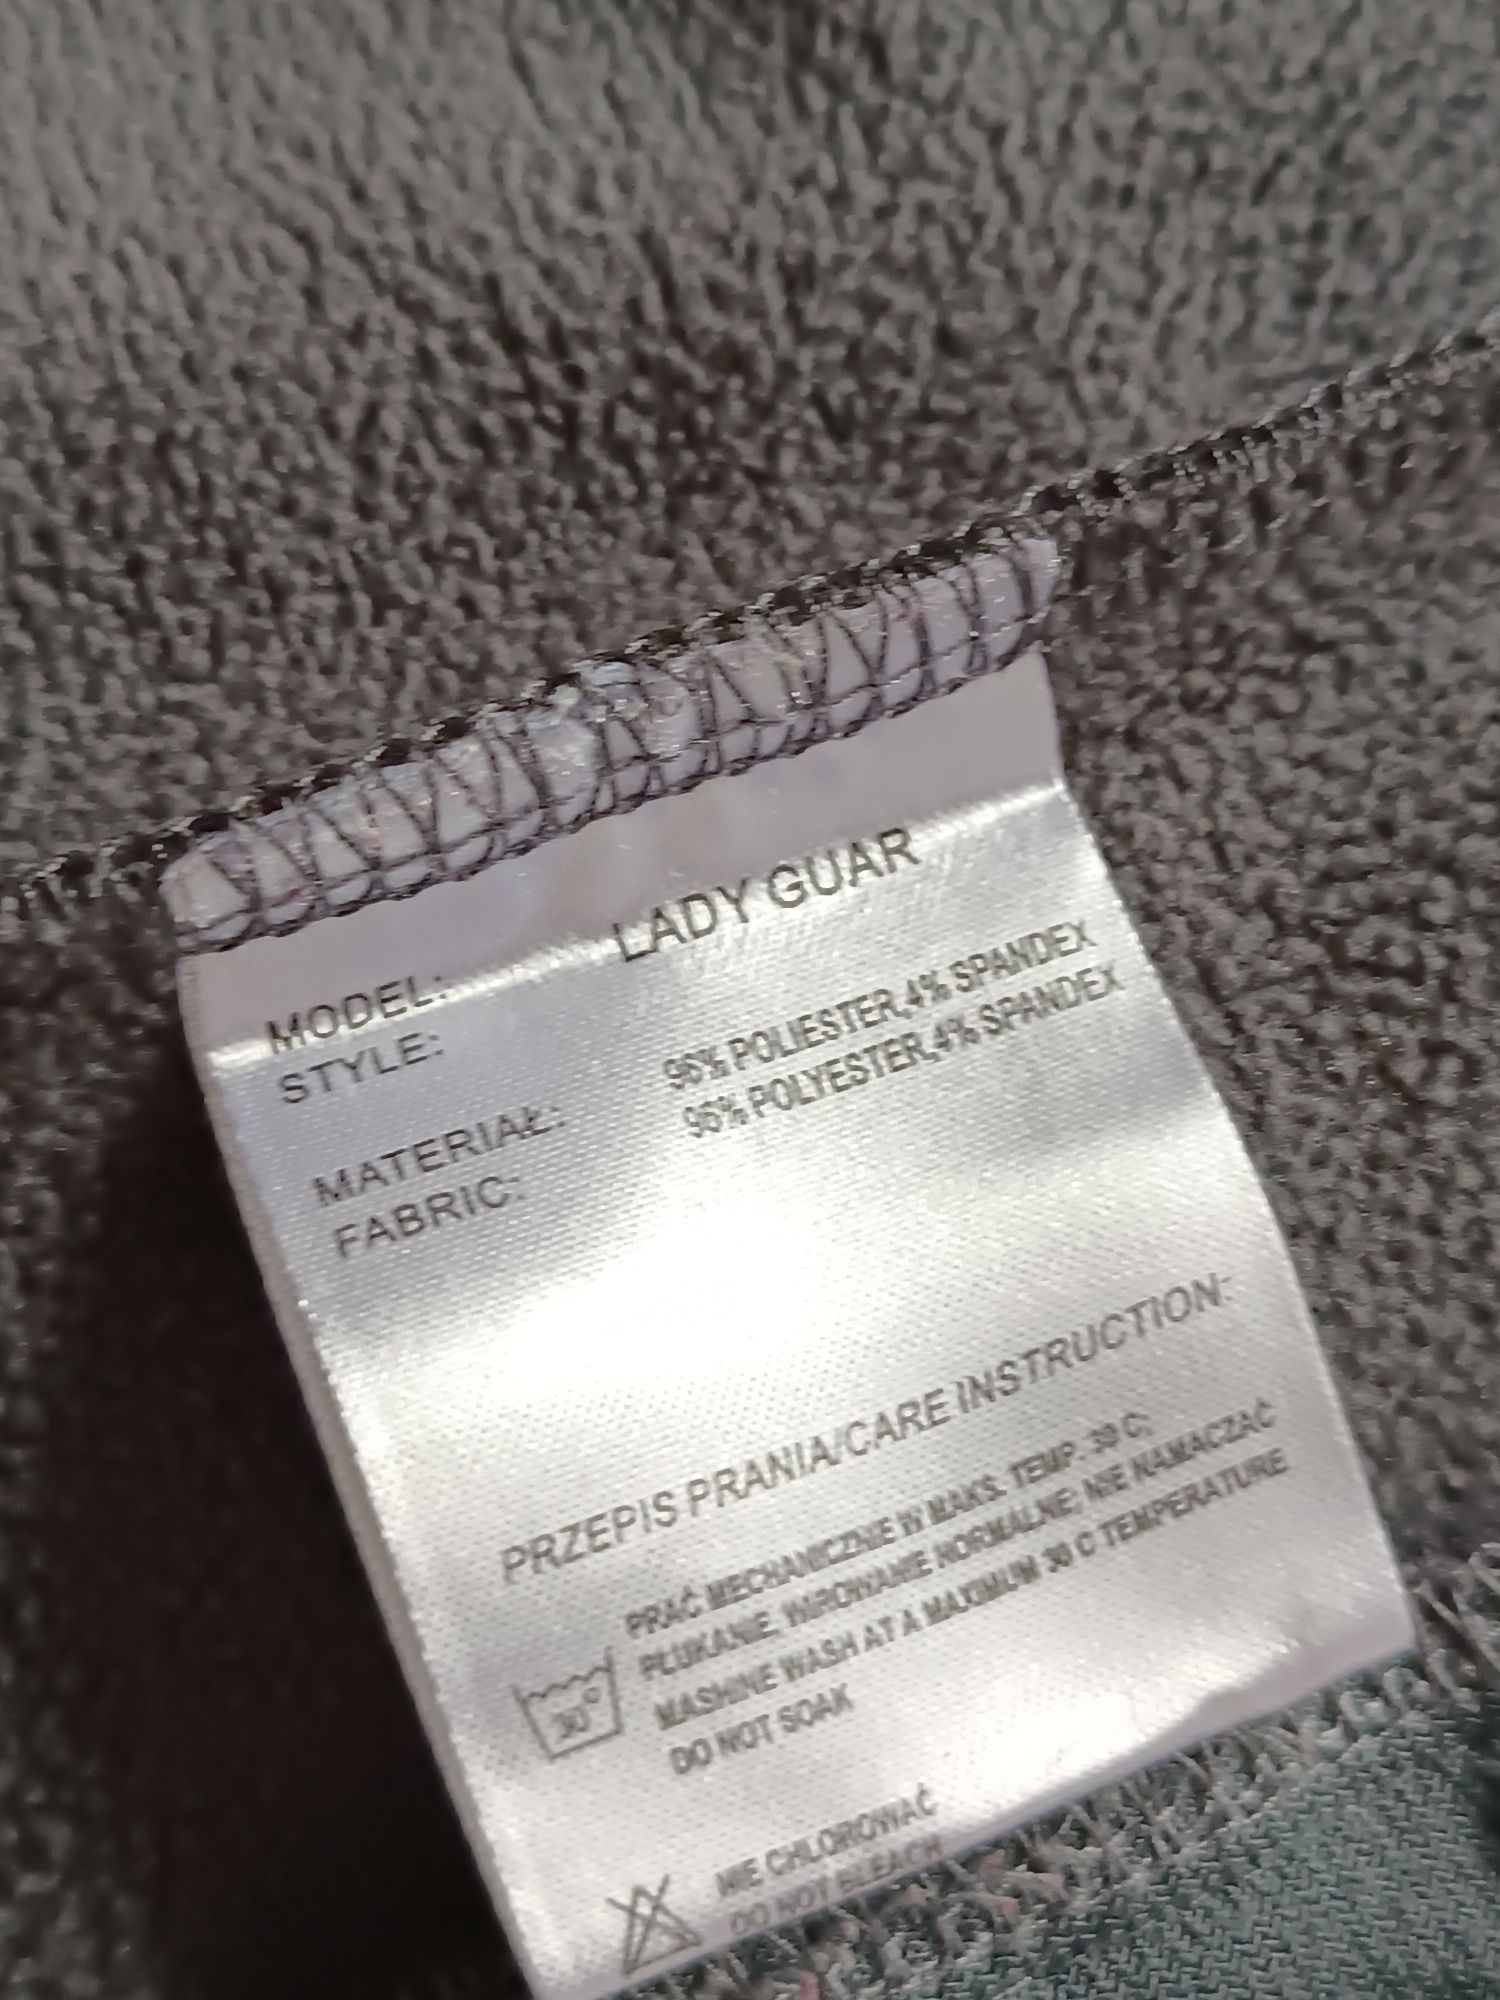 MODEL: LADY GUAR
STYLE:
MATERIAŁ: 96% POLIESTER,4% SPANDEX
FABRIC: 96% POLYESTER,4% SPANDEX
PRZEPIS PRANIA/CARE INSTRUCTION:
PRAĆ MECHANICZNIE W MAKS. TEMP. 30 C;
PŁUKANIE, WIROWANIE NORMALNE; NIE NAMACZAĆ
MASHINE WASH AT A MAXIMUM 30 C TEMPERATURE
DO NOT SOAK
30°
NIE CHLOROWAĆ
DO NOT BLEACH